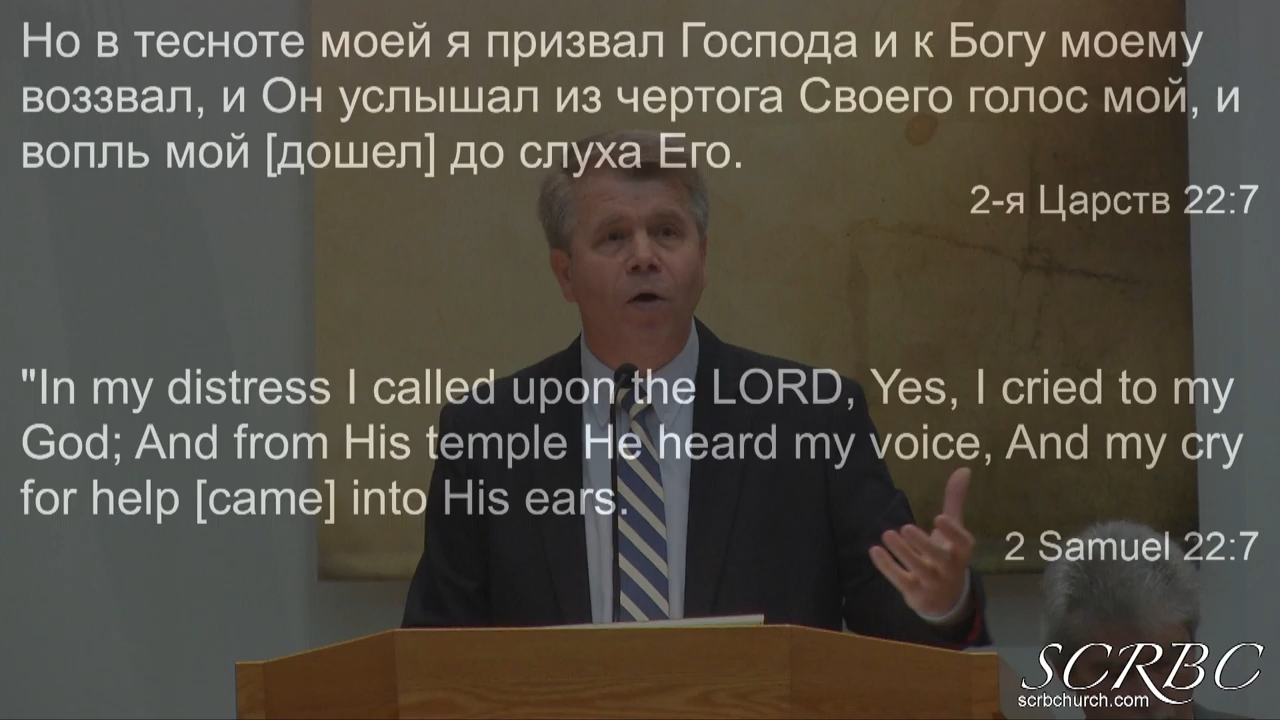 Но в тесноте моей я призвал Господа и к Богу моему
воззвал, и Он услышал из чертога Своего голос мой, и
вопль мой [дошел] до слуха Его.
2-я Царств 22:7
"In my distress I called upon the LORD, Yes, I cried to my
God; And from His temple He heard my voice, And my cry
for help [came] into His ears.
2 Samuel 22:7
SCRBC
scrbchurch.com